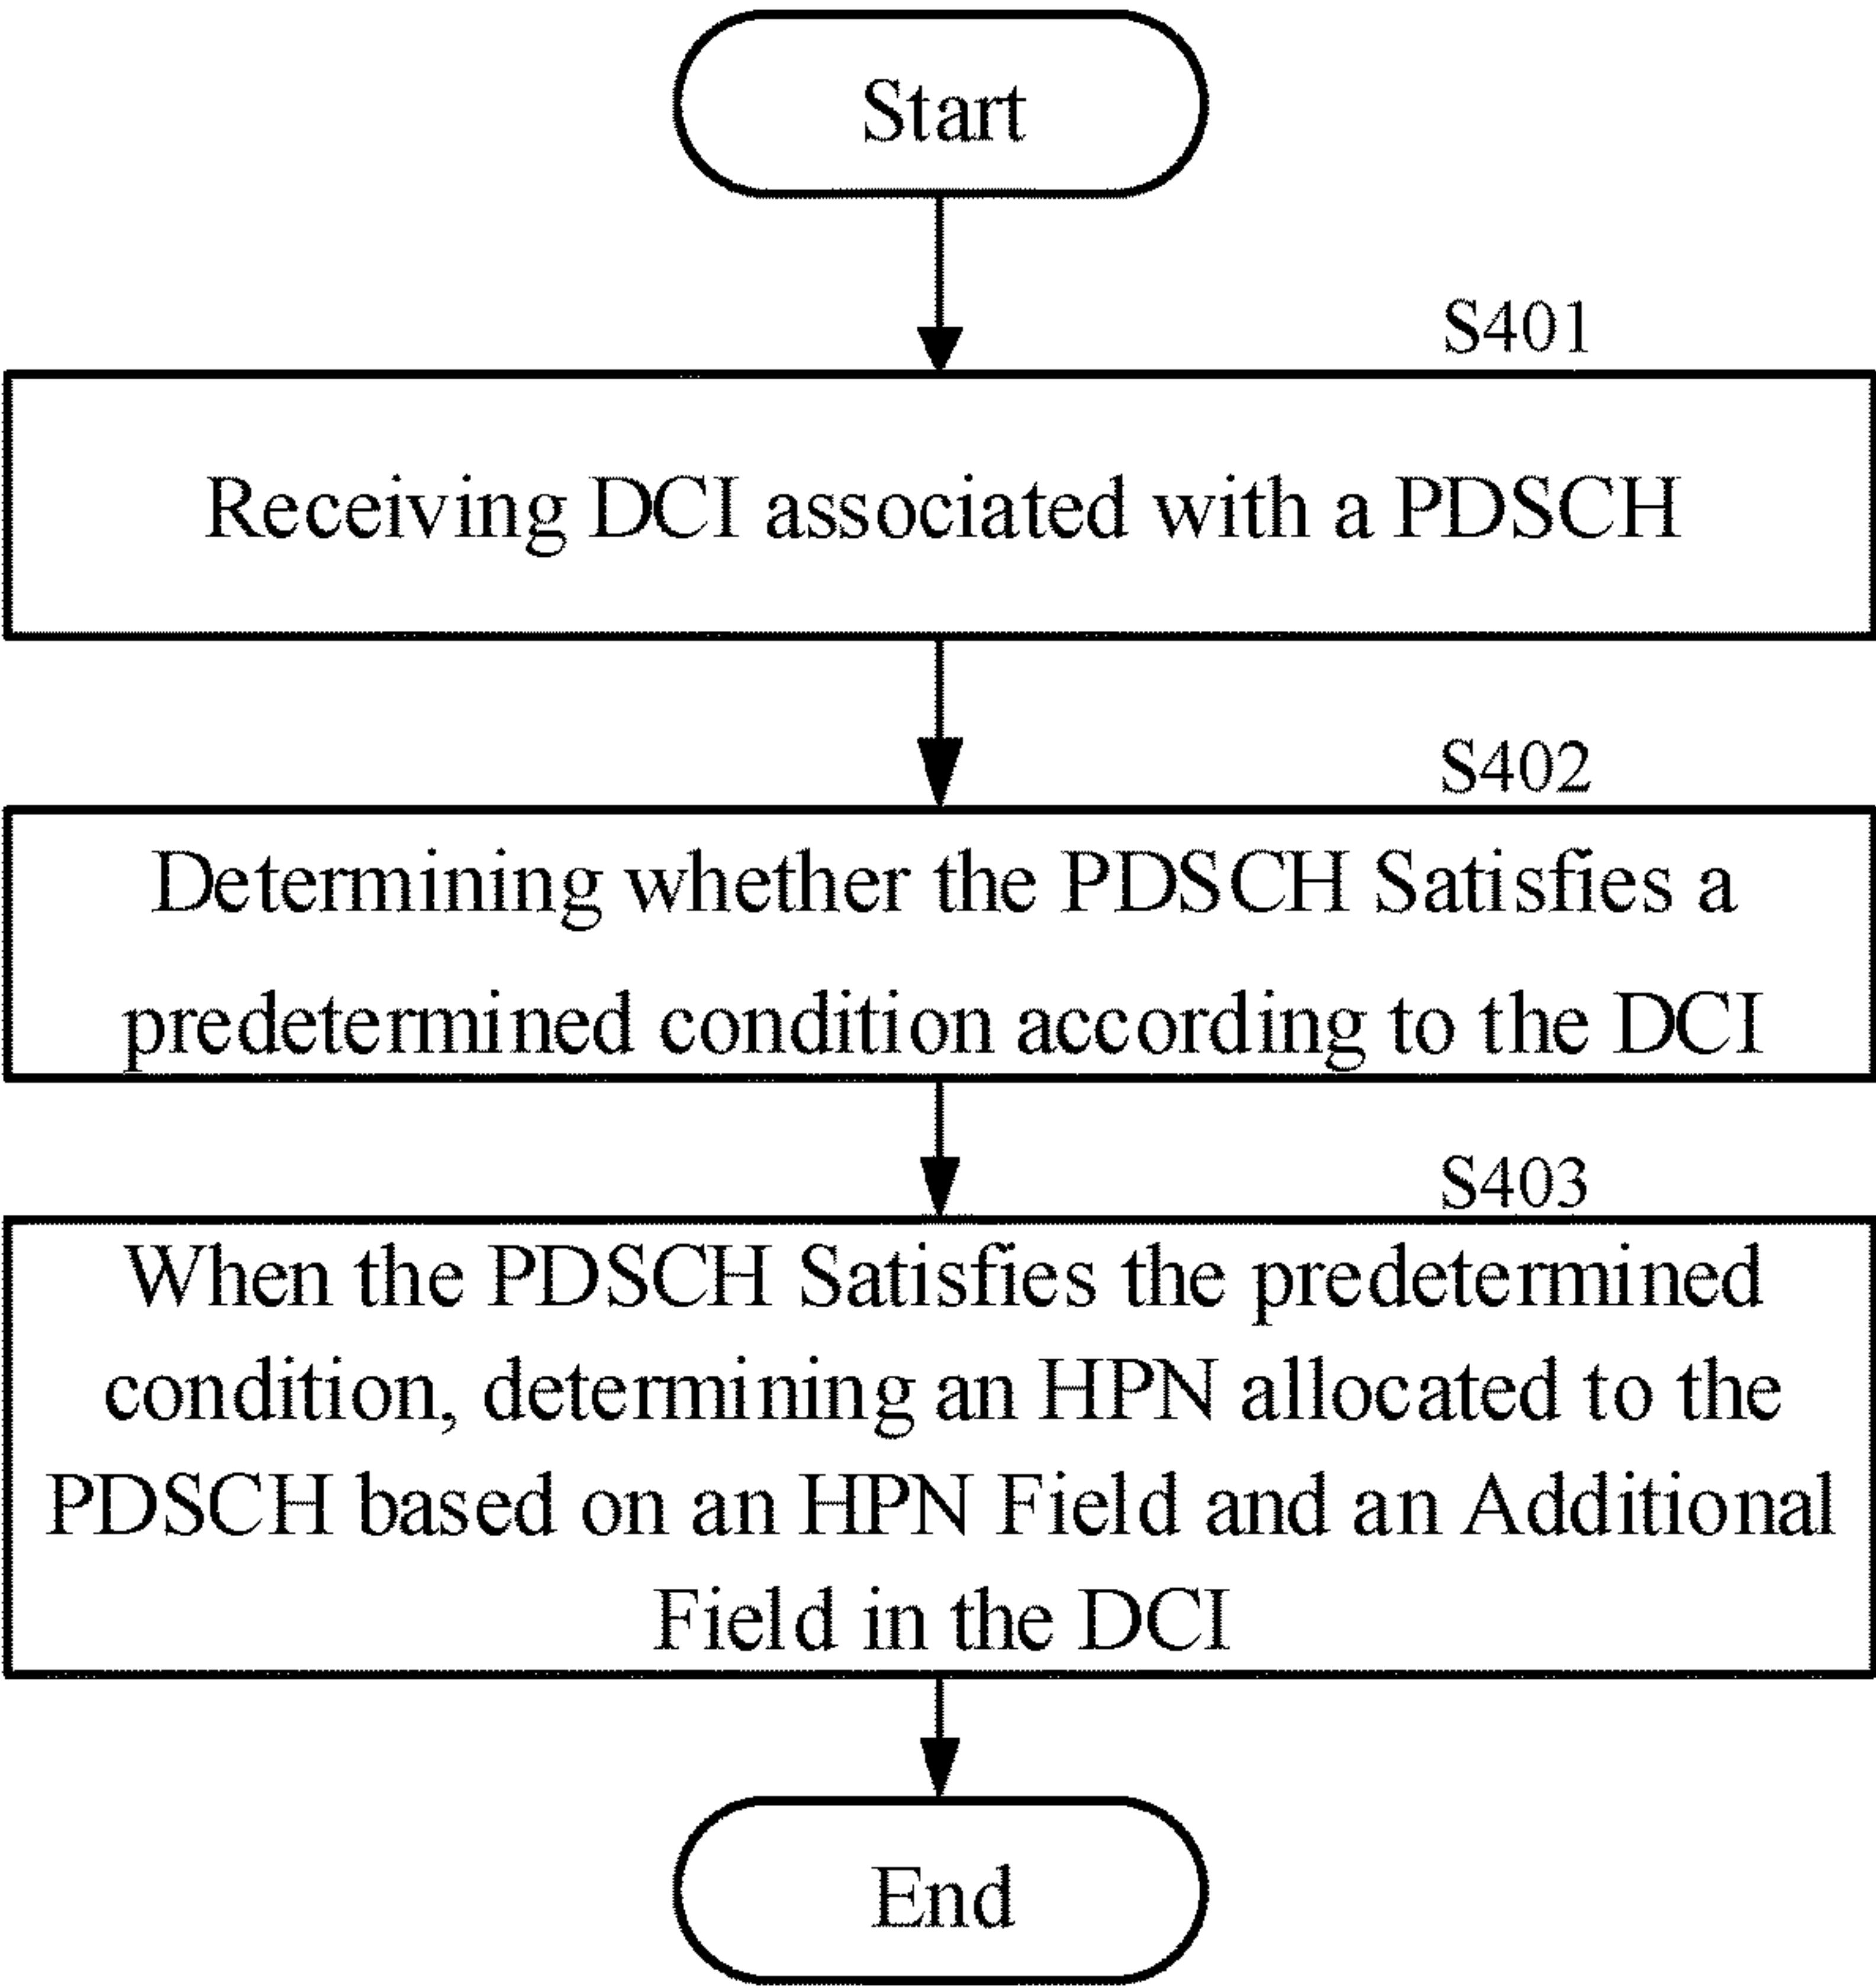 Start
S401
Receiving DCI associated with a PDSCH
S402
Determining whether the PDSCH Satisfies a
predetermined condition according to the DCI
S403
When the PDSCH Satisfies the predetermined
condition, determining an HPN allocated to the
PDSCH based on an HPN Field and an Additional
Field in the DCI
End